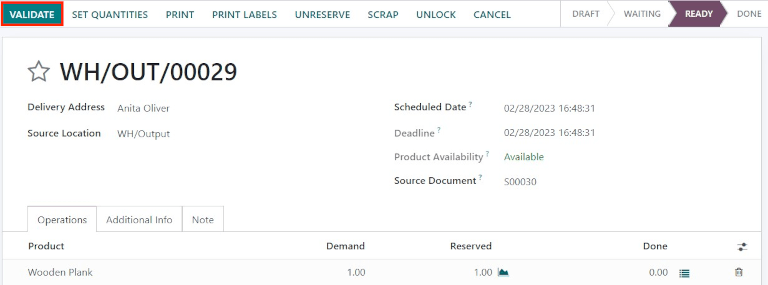 VALIDATE SET QUANTITIES PRINT PRINT LABELS UNRESERVE SCRAP UNLOCK CANCEL DRAFT WAITING READY DONE
WH/OUT/00029
Delivery Address Anita Oliver Scheduled Date ? 02/28/2023 16:48:31
Source Location WH/Output Deadline ? 02/28/2023 16:48:31
Product Availability ? Available
Source Document ? S00030
Operations Additional Info Note
Product Demand Reserved Done
Wooden Plank 1.00 1.00 0.00